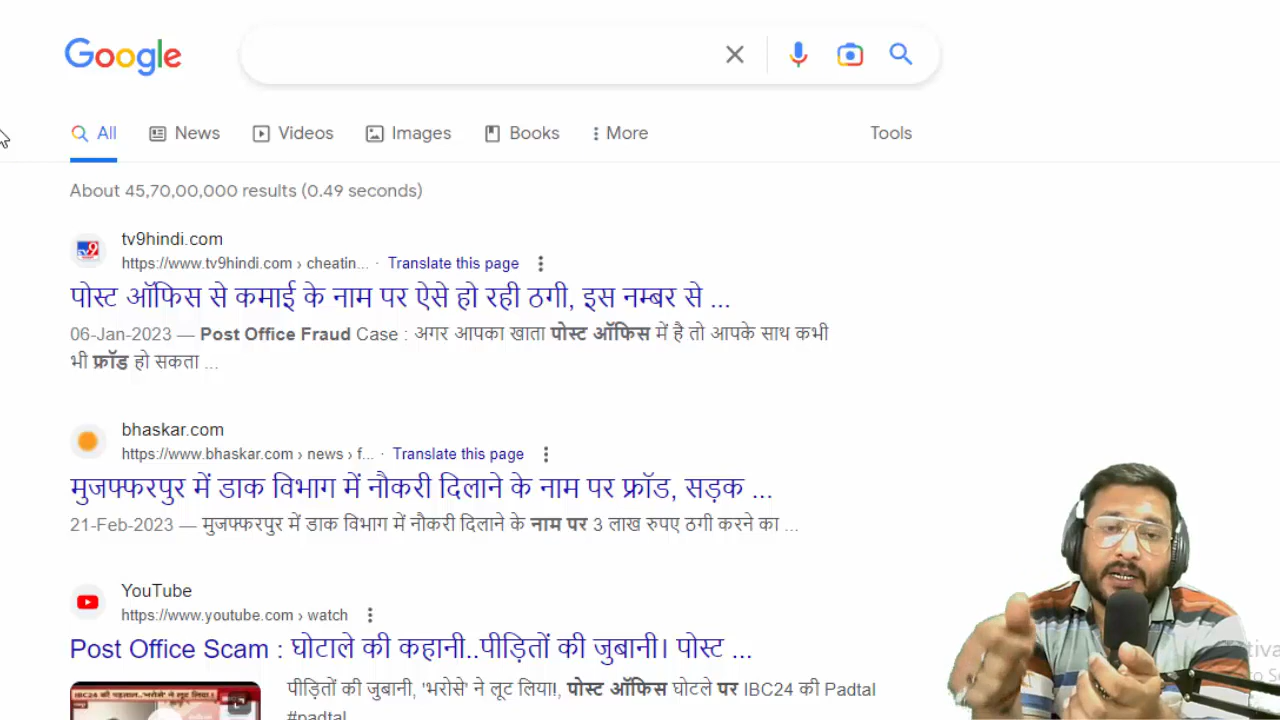 Google
All News Videos Images Books More Tools
About 45,70,00,000 results (0.49 seconds)
tv9hindi.com
https://www.tv9hindi.com › cheatin... · Translate this page
पोस्ट ऑफिस से कमाई के नाम पर ऐसे हो रही ठगी, इस नम्बर से ...
06-Jan-2023 — Post Office Fraud Case : अगर आपका खाता पोस्ट ऑफिस में है तो आपके साथ कभी
भी फ्रॉड हो सकता ...
bhaskar.com
https://www.bhaskar.com › news › f... · Translate this page
मुजफ्फरपुर में डाक विभाग में नौकरी दिलाने के नाम पर फ्रॉड, सड़क ...
21-Feb-2023 — मुजफ्फरपुर में डाक विभाग में नौकरी दिलाने के नाम पर 3 लाख रुपए ठगी करने का ...
YouTube
https://www.youtube.com › watch
Post Office Scam : घोटाले की कहानी..पीड़ितों की जुबानी। पोस्ट ...
IBC24 की पड़ताल..'भरोसे' ने लूट लिया!
पीड़ितों की जुबानी, 'भरोसे' ने लूट लिया!, पोस्ट ऑफिस घोटले पर IBC24 की Padtal
#padtal